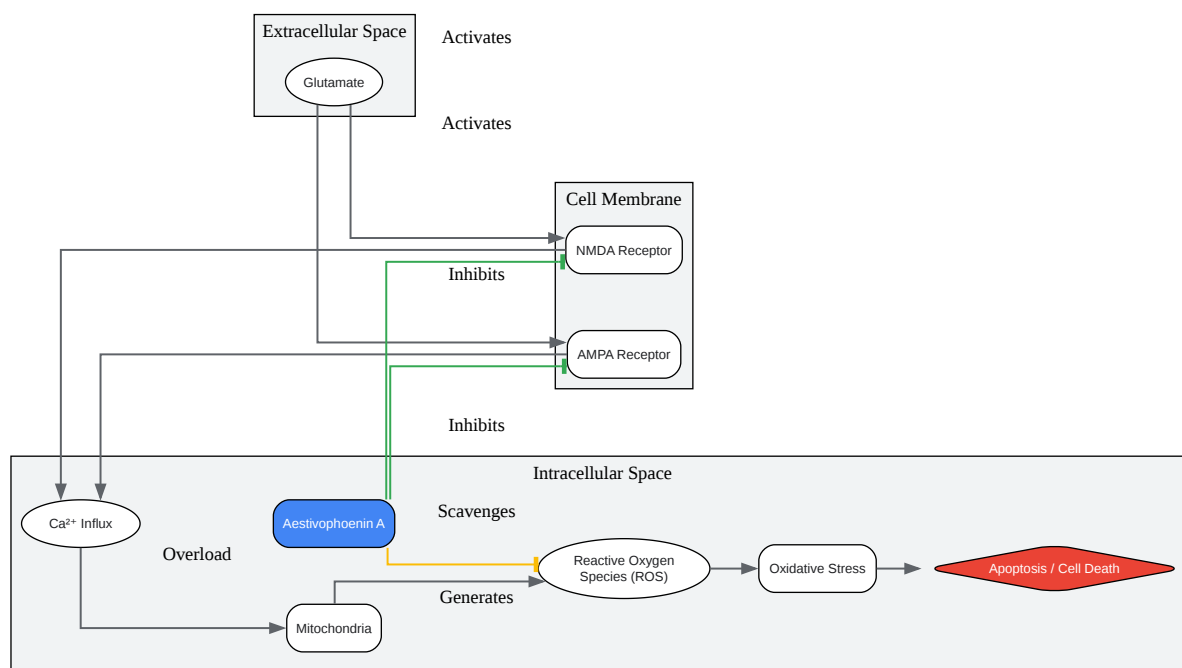 Extracellular Space
Activates
Glutamate
Activates
Cell Membrane
NMDA Receptor
Inhibits
AMPA Receptor
Inhibits
Intracellular Space
Ca²⁺ Influx
Aestivophoenin A
Scavenges
Overload
Reactive Oxygen
Species (ROS)
Oxidative Stress
Apoptosis / Cell Death
Generates
Mitochondria